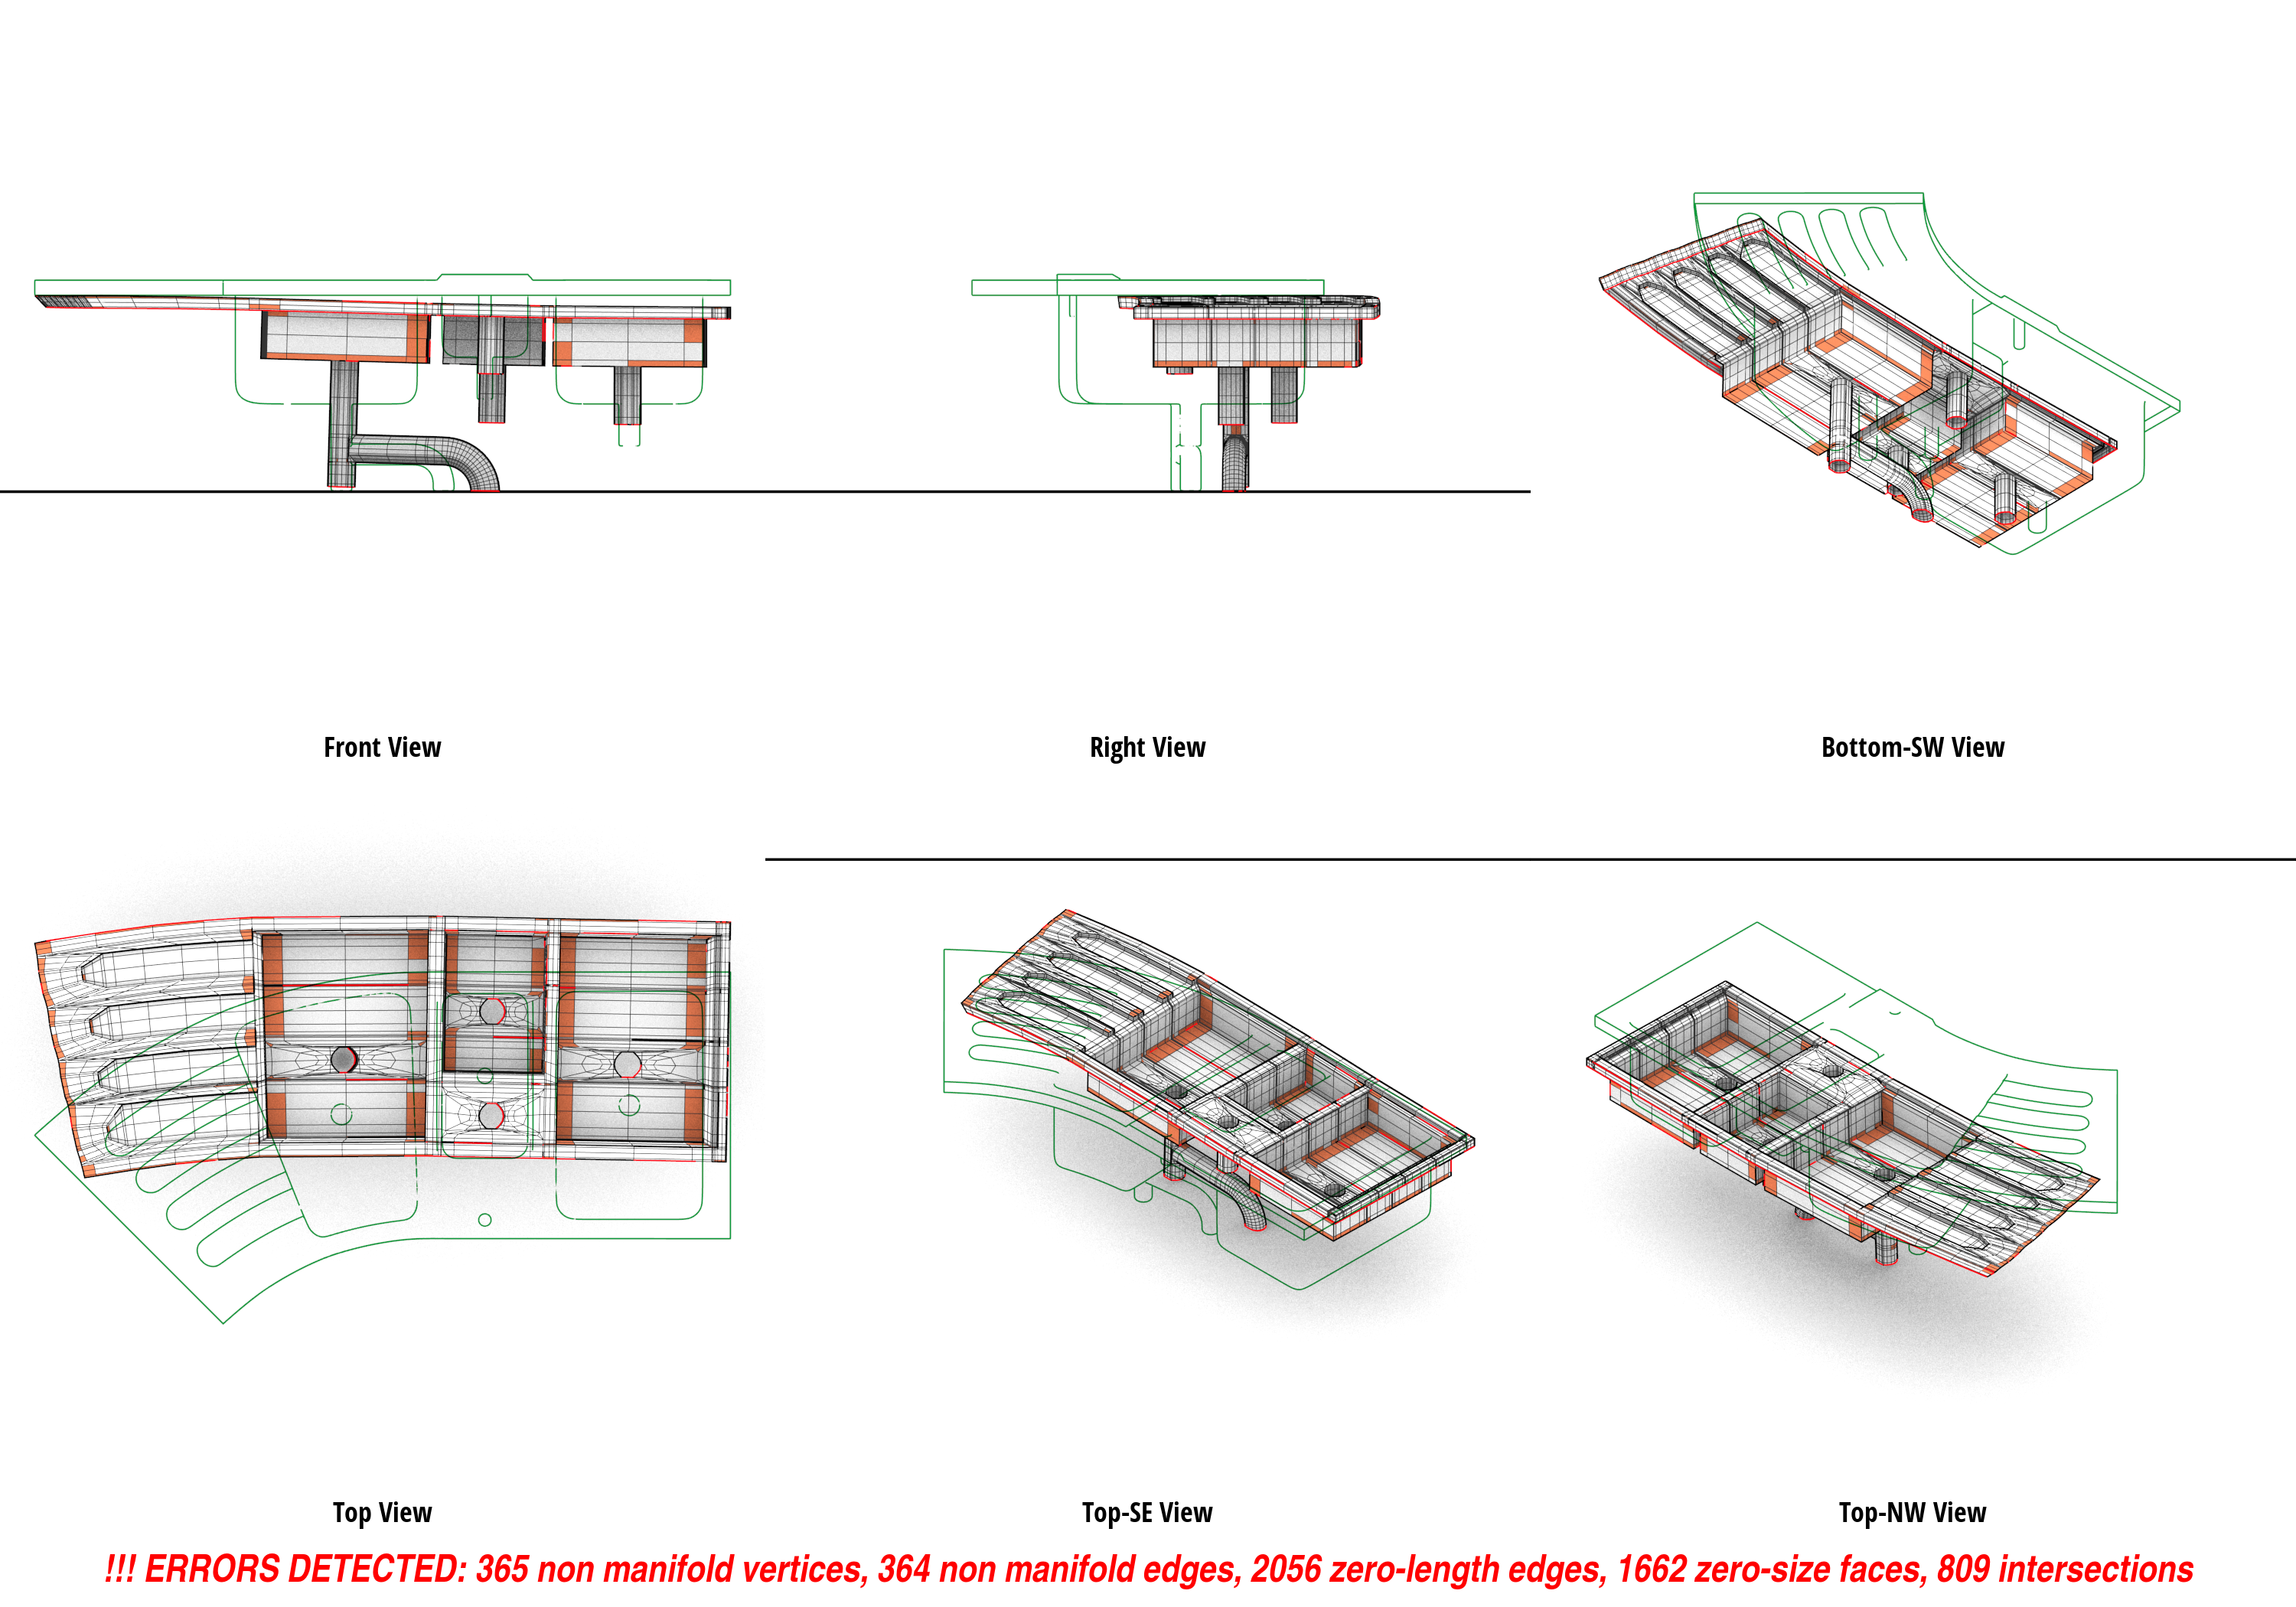 Front View
Right View
Bottom-SW View
Top View
Top-SE View
Top-NW View
!!! ERRORS DETECTED: 365 non manifold vertices, 364 non manifold edges, 2056 zero-length edges, 1662 zero-size faces, 809 intersections